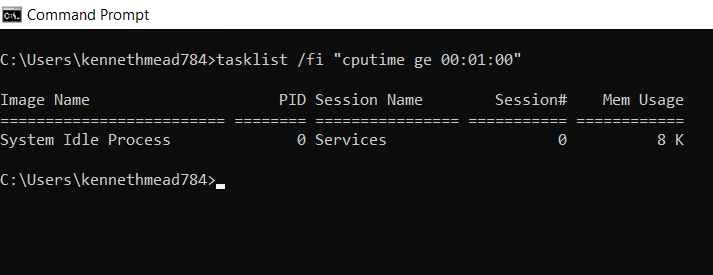 Command Prompt
C:\Users\kennethmead784>tasklist /fi "cputime ge 00:01:00"
Image Name                     PID Session Name        Session#    Mem Usage
========================= ======== ================ =========== ============
System Idle Process              0 Services                   0          8 K
C:\Users\kennethmead784>